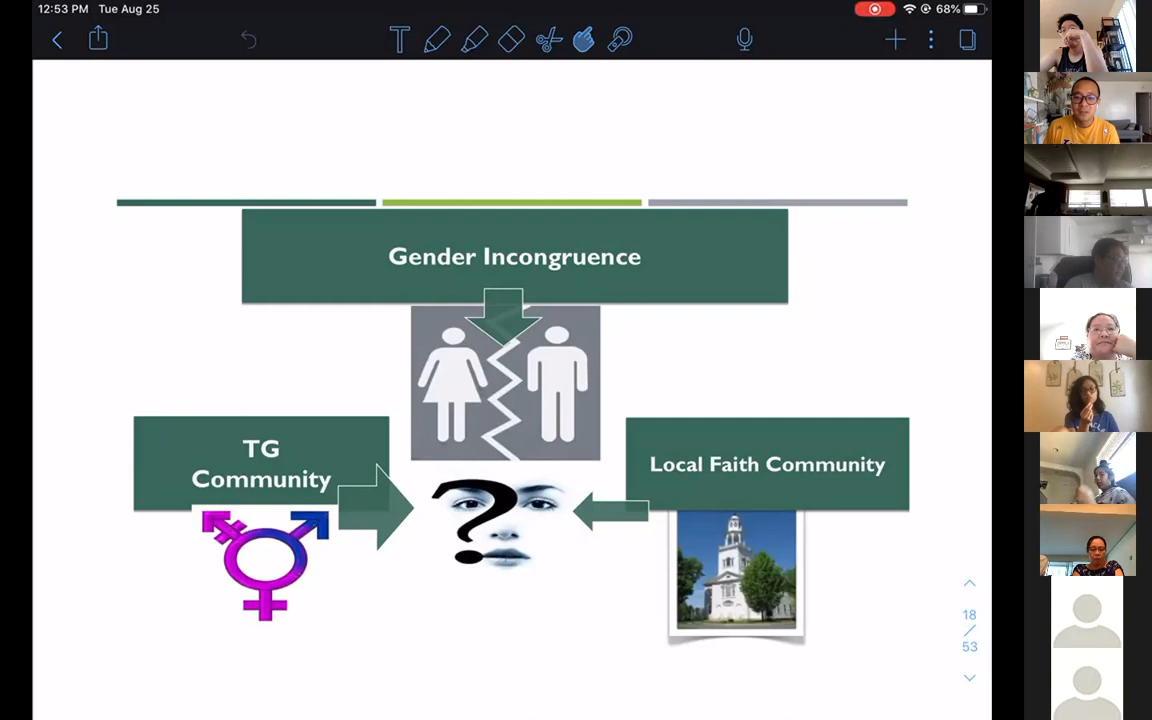 12:53 PM Tue Aug 25
68%
T
Gender Incongruence
TG
Community
Local Faith Community
?
18
/
53